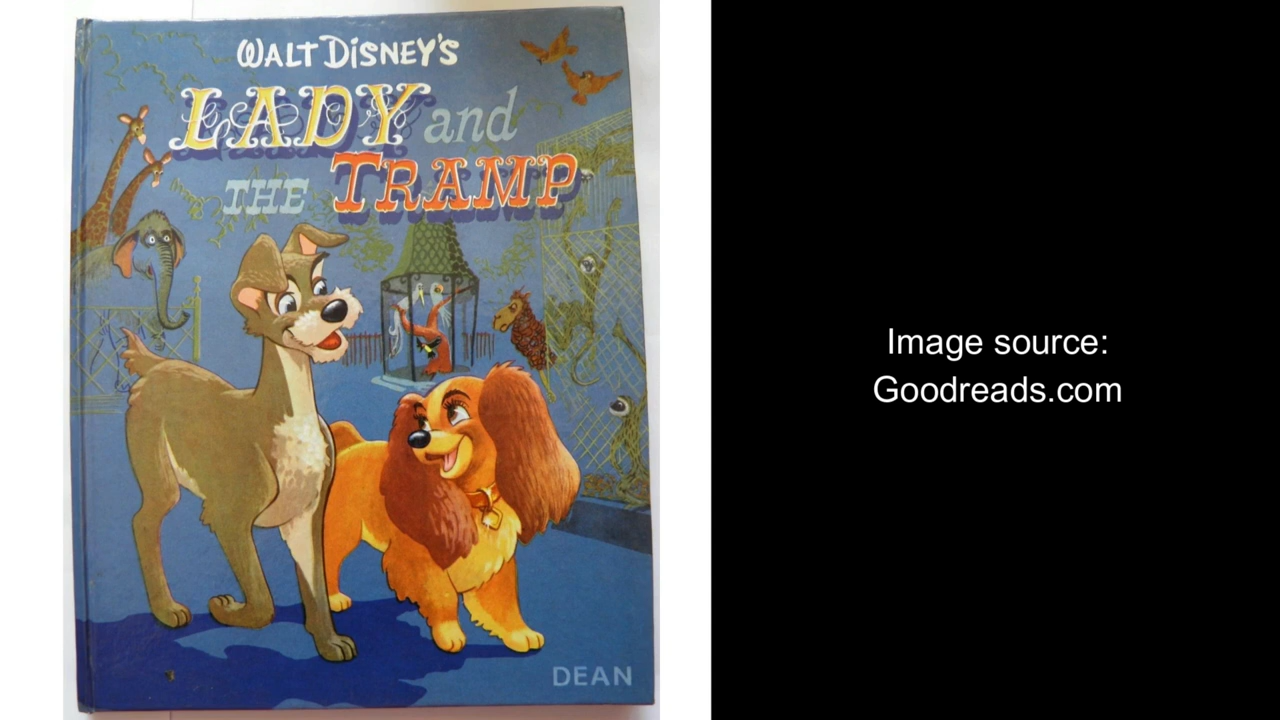 WALT DiSNEY'S
LADY and
THE TRAMP
DEAN
Image source:
Goodreads.com